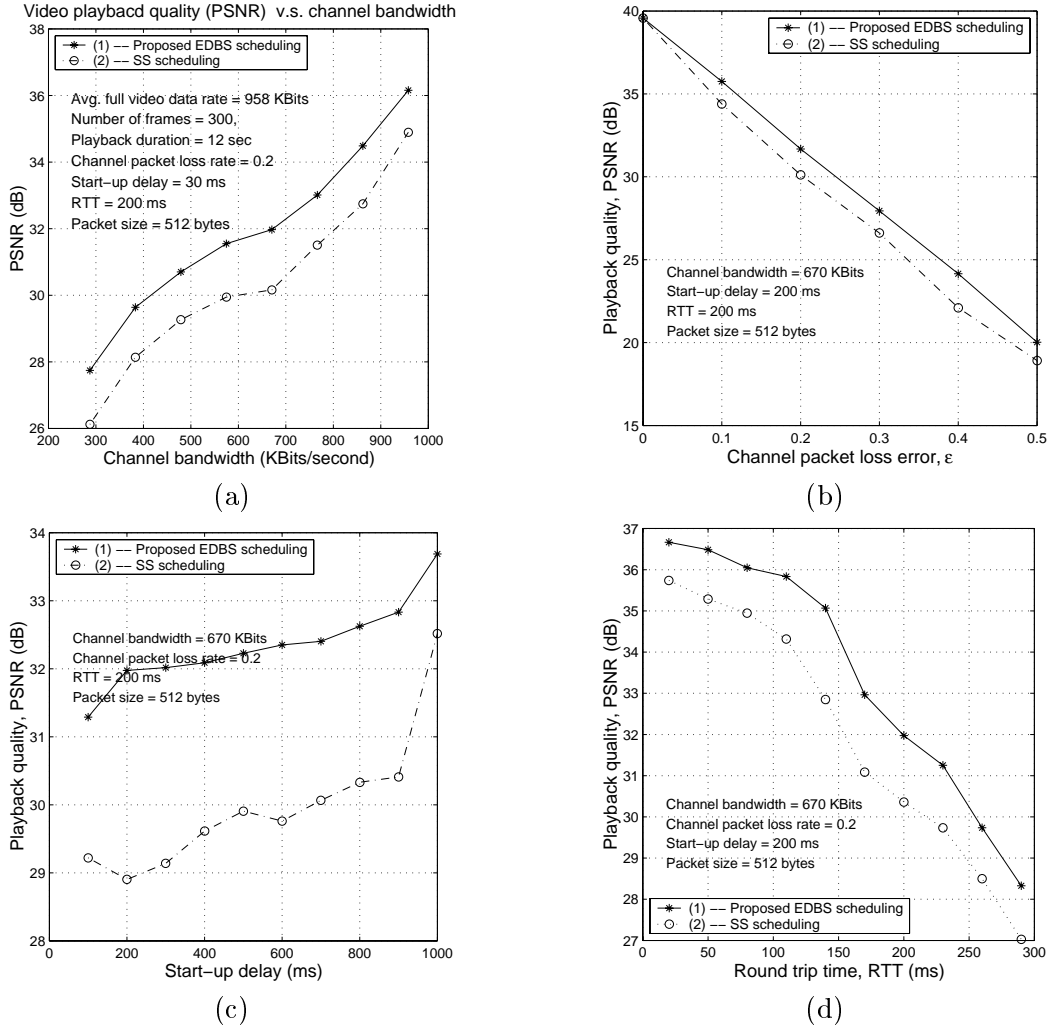 Video playbacd quality (PSNR) v.s. channel bandwidth
38
36
34
32
30
28
26
PSNR (dB)
(1) −− Proposed EDBS scheduling
(2) −− SS scheduling
Avg. full video data rate = 958 KBits
Number of frames = 300,
Playback duration = 12 sec
Channel packet loss rate = 0.2
Start−up delay = 30 ms
RTT = 200 ms
Packet size = 512 bytes
200 300 400 500 600 700 800 900 1000
Channel bandwidth (KBits/second)
(a)
40
35
30
25
20
15
Playback quality, PSNR (dB)
(1) −− Proposed EDBS scheduling
(2) −− SS scheduling
Channel bandwidth = 670 KBits
Start−up delay = 200 ms
RTT = 200 ms
Packet size = 512 bytes
0 0.1 0.2 0.3 0.4 0.5
Channel packet loss error, ε
(b)
34
33
32
31
30
29
28
Playback quality, PSNR (dB)
(1) −− Proposed EDBS scheduling
(2) −− SS scheduling
Channel bandwidth = 670 KBits
Channel packet loss rate = 0.2
RTT = 200 ms
Packet size = 512 bytes
0 200 400 600 800 1000
Start−up delay (ms)
(c)
37
36
35
34
33
32
31
30
29
28
27
Playback quality, PSNR (dB)
Channel bandwidth = 670 KBits
Channel packet loss rate = 0.2
Start−up delay = 200 ms
Packet size = 512 bytes
(1) −− Proposed EDBS scheduling
(2) −− SS scheduling
0 50 100 150 200 250 300
Round trip time, RTT (ms)
(d)